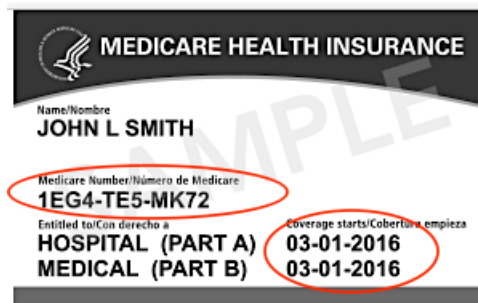 MEDICARE HEALTH INSURANCE
SAMPLE
Name/Nombre
JOHN L SMITH
Medicare Number/Número de Medicare
1EG4-TE5-MK72
Entitled to/Con derecho a
Coverage starts/Cobertura empieza
HOSPITAL (PART A) 03-01-2016
MEDICAL (PART B) 03-01-2016